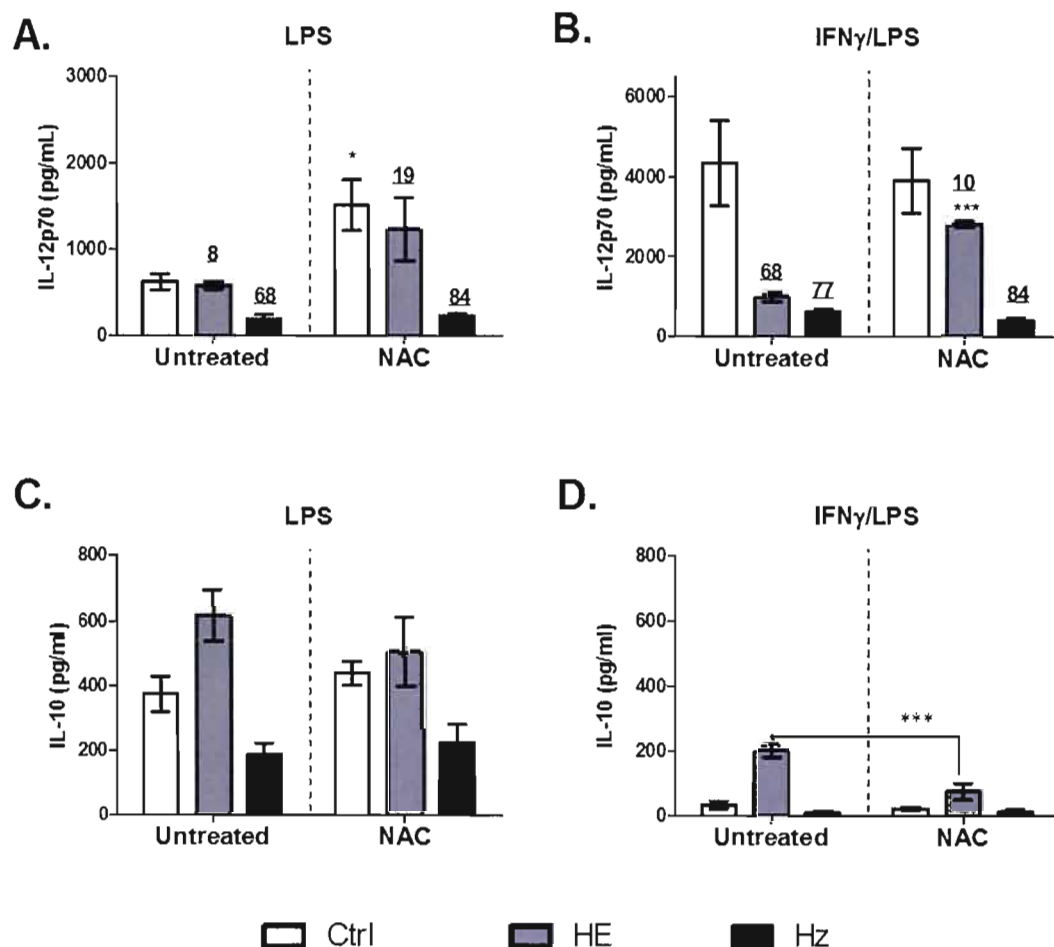 A.
LPS
IL-12p70 (pg/mL)
3000
2000
1000
0
8
68
*
19
84
Untreated
NAC
B.
IFNγ/LPS
IL-12p70 (pg/mL)
6000
4000
2000
0
68
77
10
***
84
Untreated
NAC
C.
LPS
IL-10 (pg/ml)
800
600
400
200
0
Untreated
NAC
D.
IFNγ/LPS
IL-10 (pg/ml)
800
600
400
200
0
***
Untreated
NAC
Ctrl HE Hz